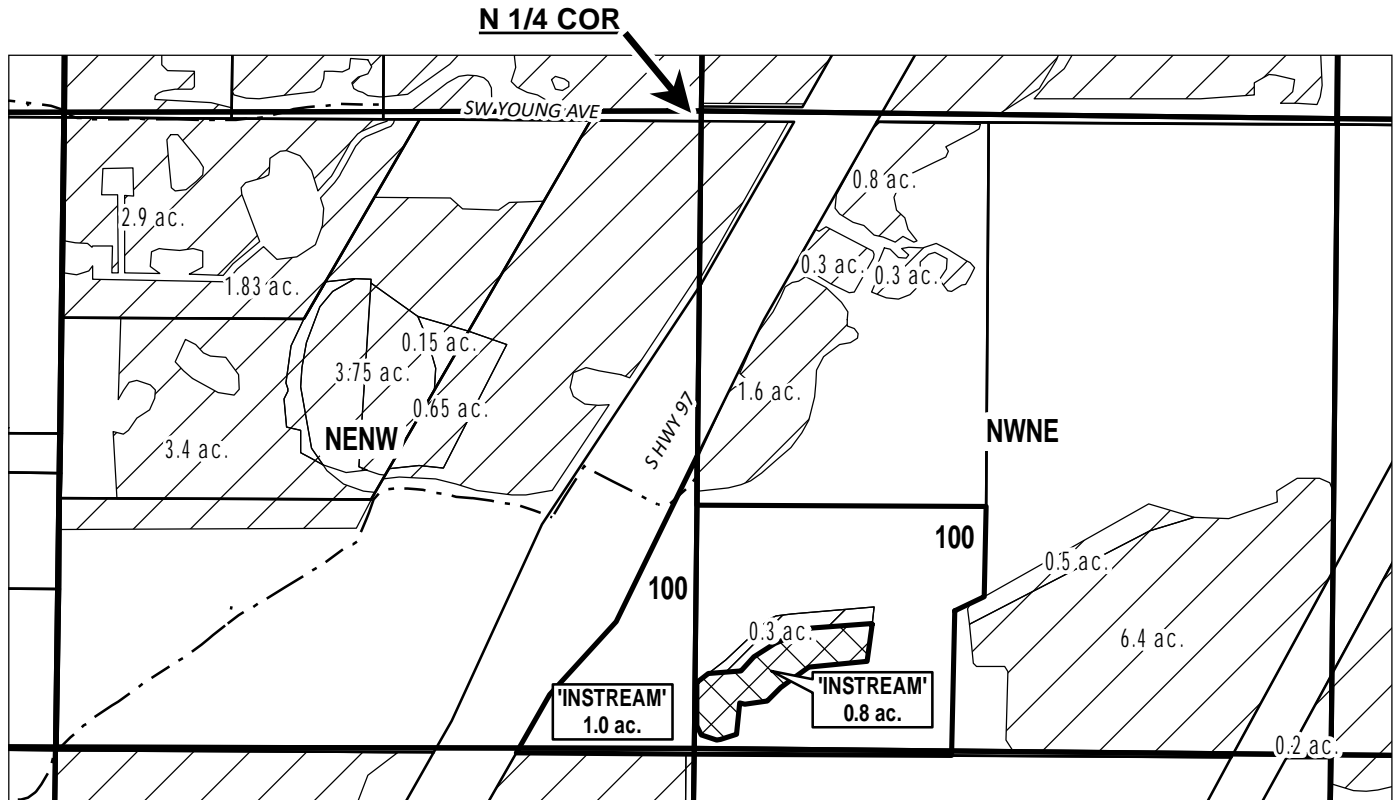 N 1/4 COR
SW YOUNG AVE
0.8 ac.
2.9 ac.
0.3 ac.
0.3 ac.
1.83 ac.
0.15 ac.
3.75 ac.
1.6 ac.
0.65 ac.
S HWY 97
NENW
NWNE
3.4 ac.
100
0.5 ac.
100
0.3 ac.
6.4 ac.
'INSTREAM'
1.0 ac.
'INSTREAM'
0.8 ac.
0.2 ac.